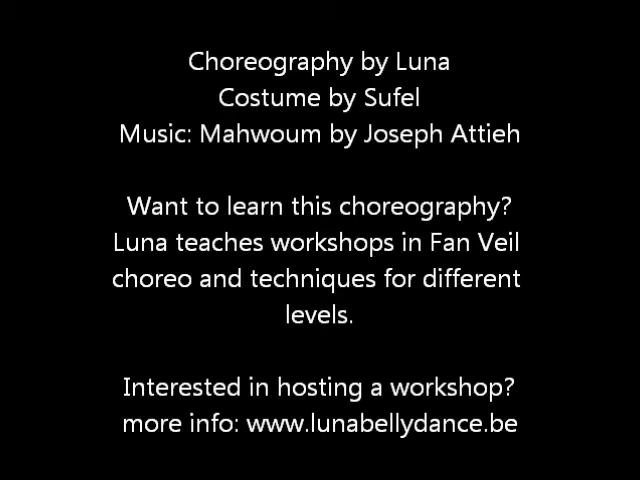 Choreography by Luna
Costume by Sufel
Music: Mahwoum by Joseph Attieh
Want to learn this choreography?
Luna teaches workshops in Fan Veil
choreo and techniques for different
levels.
Interested in hosting a workshop?
more info: www.lunabellydance.be